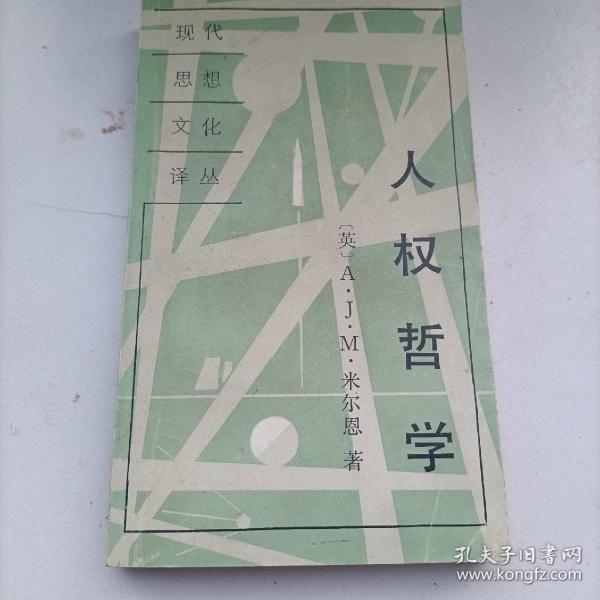 现代
思想
文化
译丛
人权哲学
〔英〕A·J·M·米尔恩 著
孔夫子旧书网
www.kongfz.com